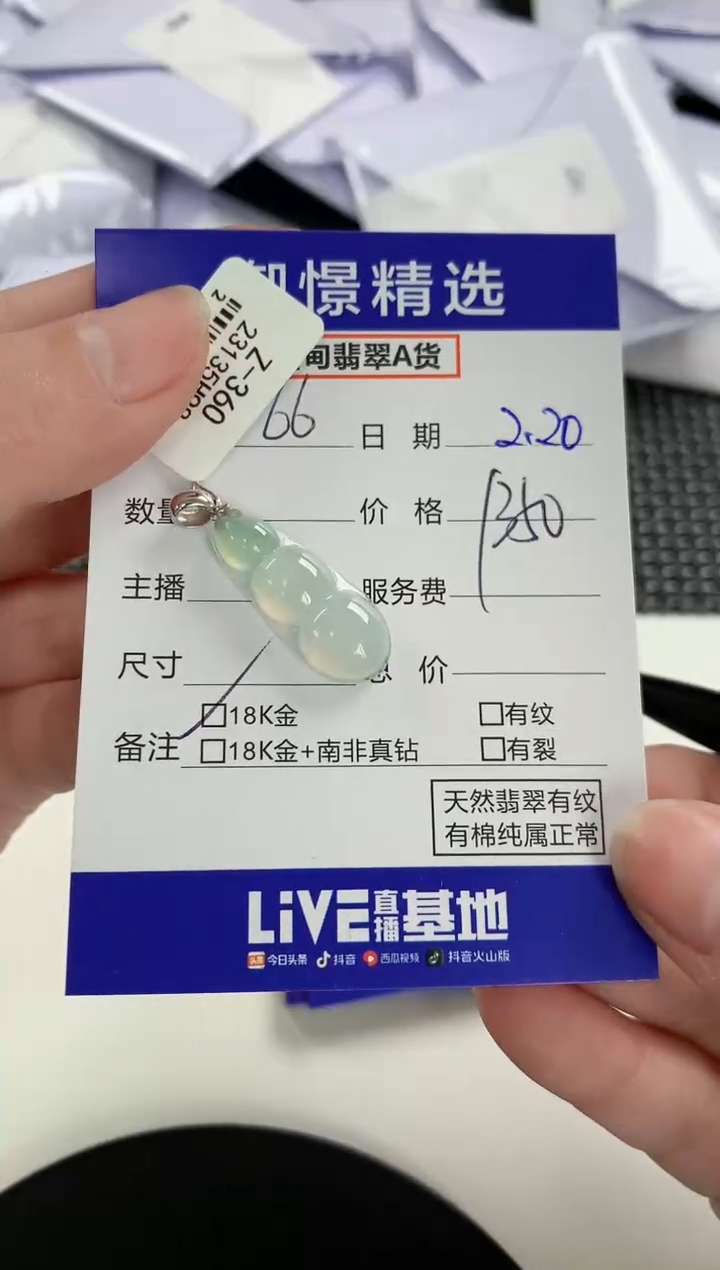 憬精选
甸翡翠A货
Z-360
66 日 期 2.20
数量 价 格 1350
主播 服务费
尺寸 价
备注 18K金 有纹
18K金+南非真钻 有裂
天然翡翠有纹
有棉纯属正常
LiVE直播基地
头条 今日头条 抖音 西瓜视频 抖音火山版